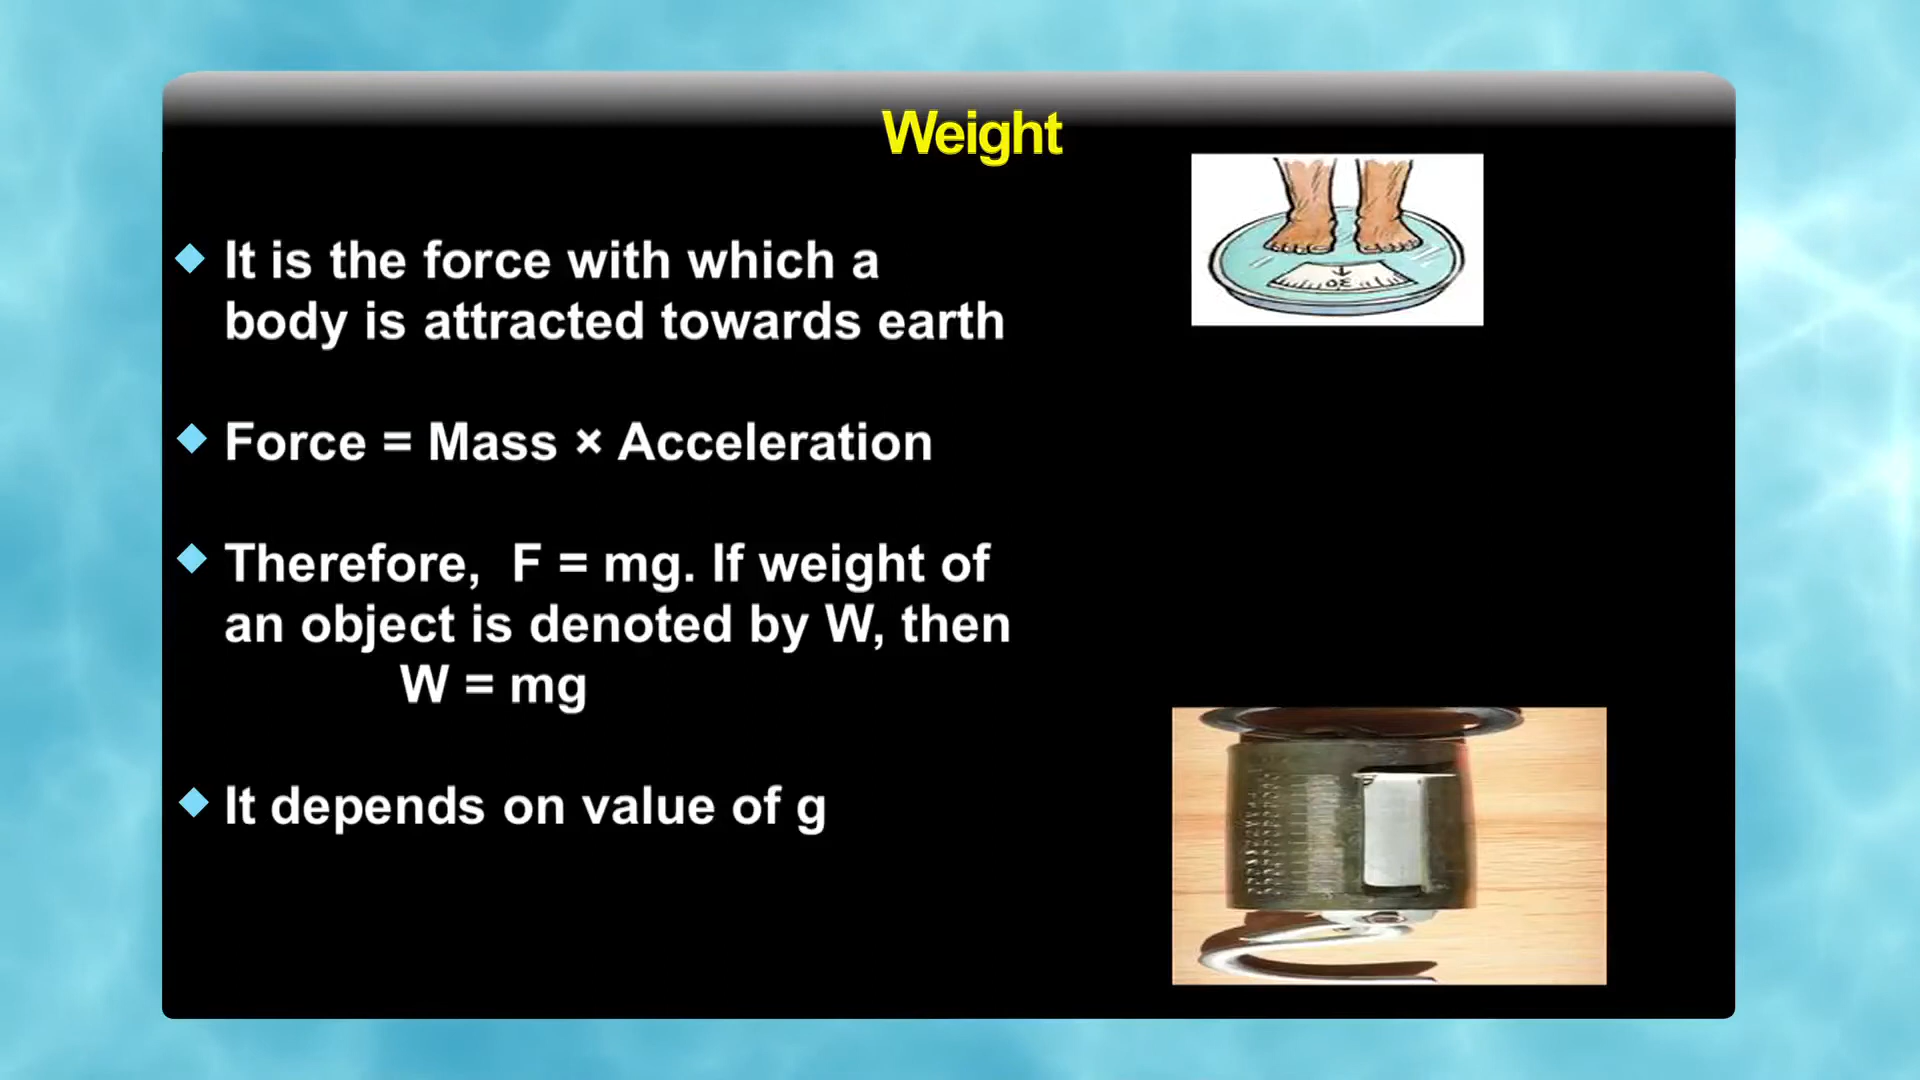 Weight
It is the force with which a
body is attracted towards earth
Force = Mass × Acceleration
Therefore, F = mg. If weight of
an object is denoted by W, then
W = mg
It depends on value of g